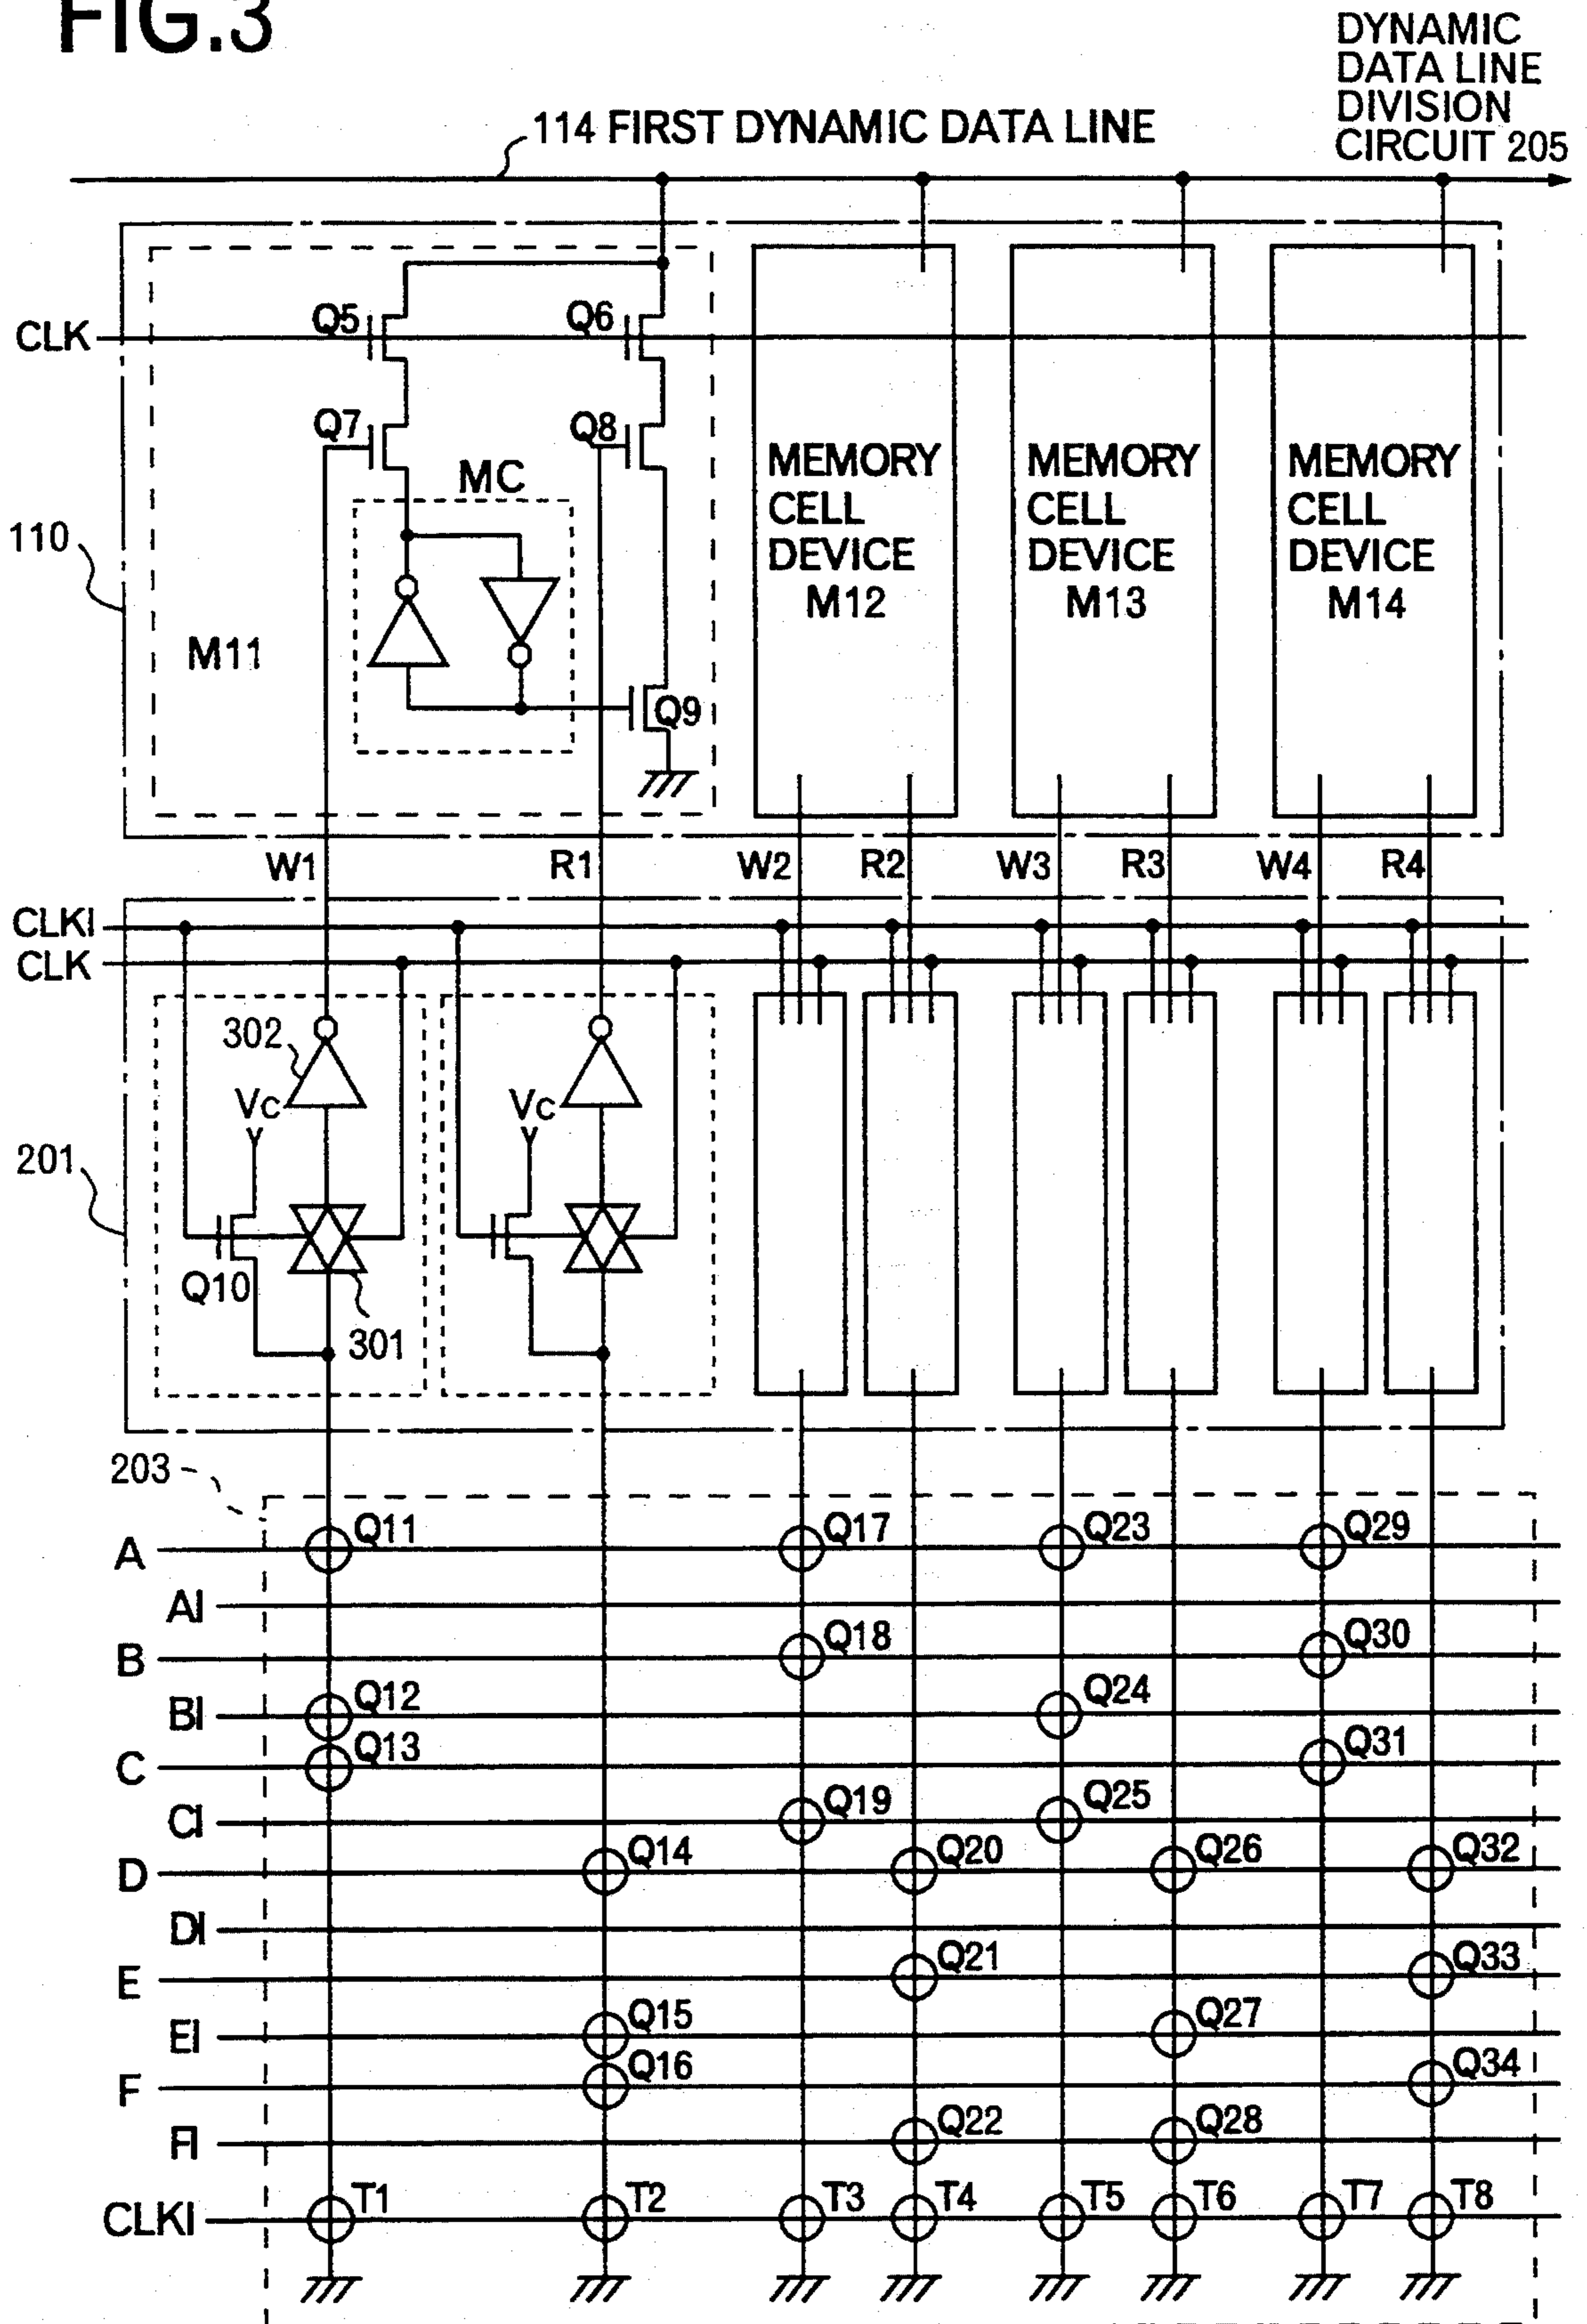 FIG.3
DYNAMIC
DATA LINE
DIVISION
CIRCUIT 205
114 FIRST DYNAMIC DATA LINE
CLK
Q5
Q6
Q7
Q8
MC
MEMORY
CELL
DEVICE
M12
MEMORY
CELL
DEVICE
M13
MEMORY
CELL
DEVICE
M14
110
M11
Q9
W1
R1
W2
R2
W3
R3
W4
R4
CLKI
CLK
302
Vc
Vc
201
Q10
301
203
A
Q11
Q17
Q23
Q29
AI
B
Q18
Q30
BI
Q12
Q24
C
Q13
Q31
CI
Q19
Q25
D
Q14
Q20
Q26
Q32
DI
E
Q21
Q33
EI
Q15
Q27
F
Q16
Q34
FI
Q22
Q28
CLKI
T1
T2
T3
T4
T5
T6
T7
T8